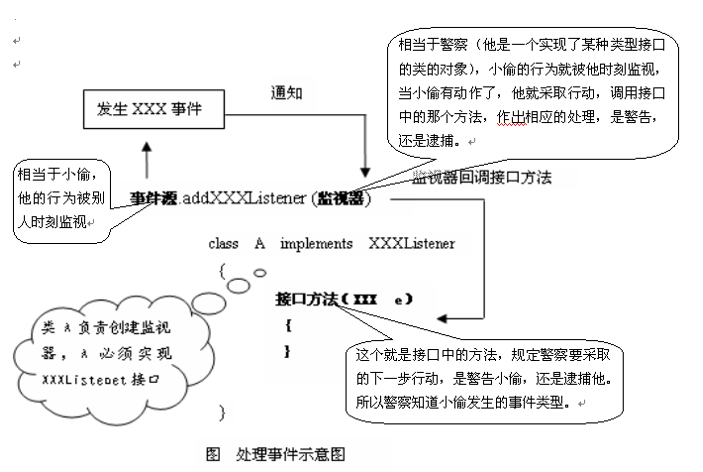 相当于警察（他是一个实现了某种类型接口
的类的对象），小偷的行为就被他时刻监视，
当小偷有动作了，他就采取行动，调用接口
中的那个方法，作出相应的处理，是警告，
还是逮捕。
通知
发生 XXX 事件
相当于小偷，
他的行为被别
人时刻监视
事件源.addXXXListener (监视器)
监视器回调接口方法
class A implements XXXListener
{
接口方法（XXX e）
{
}
类 A 负责创建监视
器，A 必须实现
XXXListenet 接口
这个就是接口中的方法，规定警察要采取
的下一步行动，是警告小偷，还是逮捕他。
所以警察知道小偷发生的事件类型。
}
图 处理事件示意图